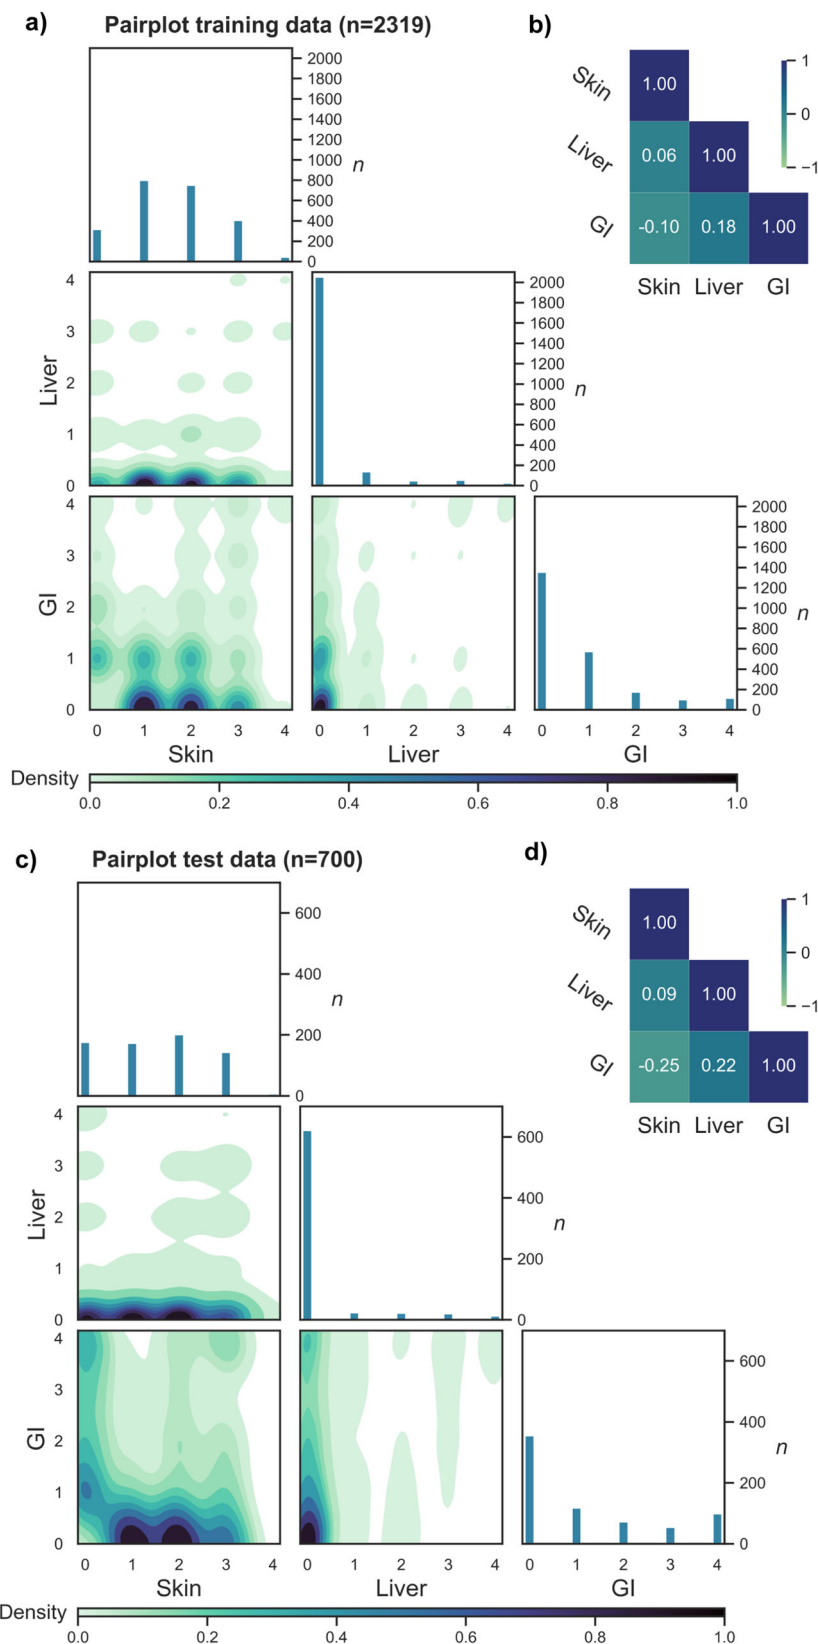 a) Pairplot training data (n=2319)
b)
2000
1800
1600
1400
1200
1000
800
600
400
200
0
n
Skin
Liver
GI
1.00
0.06 1.00
-0.10 0.18 1.00
Skin Liver GI
1
0
−1
Liver
4
3
2
1
0
2000
1800
1600
1400
1200
1000
800
600
400
200
0
n
GI
4
3
2
1
0
2000
1800
1600
1400
1200
1000
800
600
400
200
0
n
0 1 2 3 4
0 1 2 3 4
0 1 2 3 4
Skin Liver GI
Density
0.0 0.2 0.4 0.6 0.8 1.0
c) Pairplot test data (n=700)
d)
600
400
200
0
n
Skin
Liver
GI
1.00
0.09 1.00
-0.25 0.22 1.00
Skin Liver GI
1
0
−1
Liver
4
3
2
1
0
600
400
200
0
n
GI
4
3
2
1
0
600
400
200
0
n
0 1 2 3 4
0 1 2 3 4
0 1 2 3 4
Skin Liver GI
Density
0.0 0.2 0.4 0.6 0.8 1.0